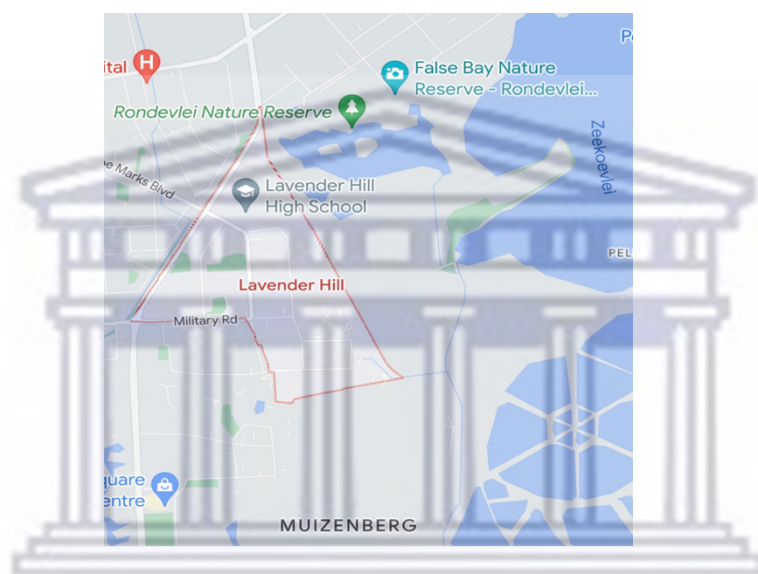 P
ital
False Bay Nature
Reserve - Rondevlei...
Rondevlei Nature Reserve
Zeekoevlei
e Marks Blvd
Lavender Hill
High School
PEL
Lavender Hill
Military Rd
quare
entre
MUIZENBERG